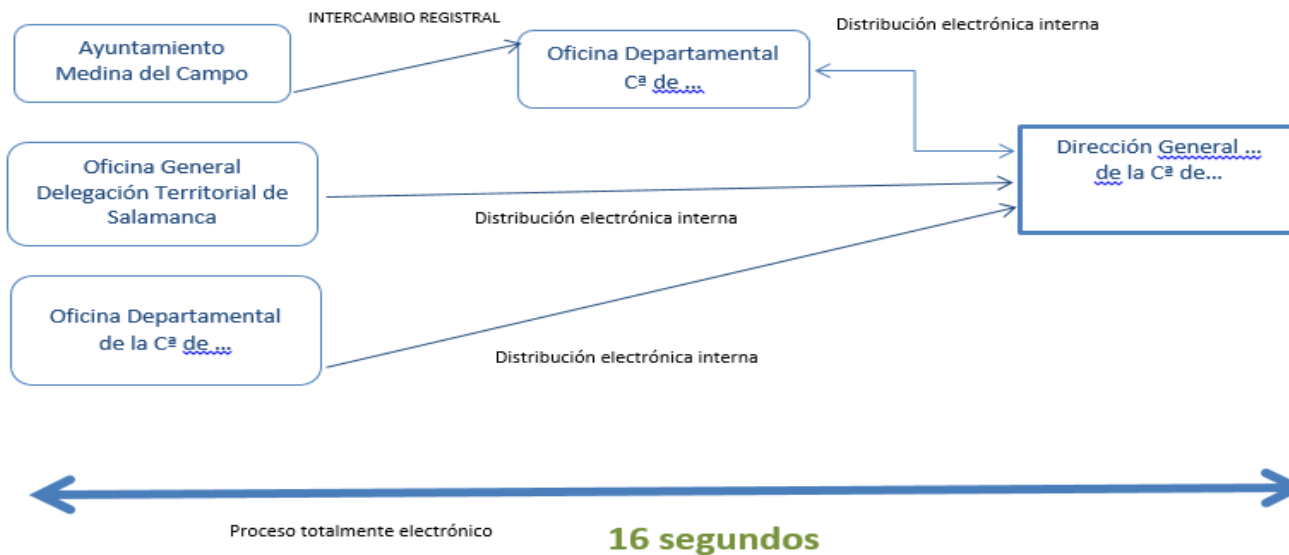 INTERCAMBIO REGISTRAL
Distribución electrónica interna
Ayuntamiento
Medina del Campo
Oficina Departamental
Cª de ...
Oficina General
Delegación Territorial de
Salamanca
Dirección General ...
de la Cª de...
Distribución electrónica interna
Oficina Departamental
de la Cª de ...
Distribución electrónica interna
Proceso totalmente electrónico
16 segundos